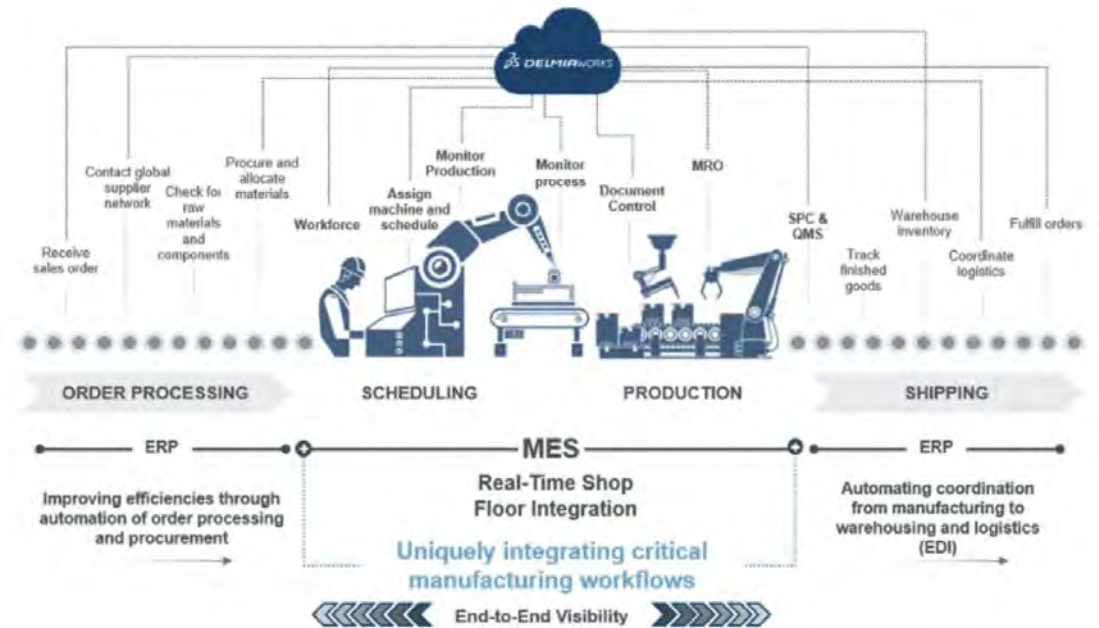 3DS DELMIAWORKS
Receive
sales order
Contact global
supplier
network
Check for
raw
materials
and
components
Procure and
allocate
materials
Workforce
Assign
machine and
schedule
Monitor
Production
Monitor
process
Document
Control
MRO
SPC &
QMS
Track
finished
goods
Warehouse
inventory
Coordinate
logistics
Fulfill orders
ORDER PROCESSING
SCHEDULING
PRODUCTION
SHIPPING
ERP
MES
ERP
Improving efficiencies through
automation of order processing
and procurement
Real-Time Shop
Floor Integration
Automating coordination
from manufacturing to
warehousing and logistics
(EDI)
Uniquely integrating critical
manufacturing workflows
End-to-End Visibility